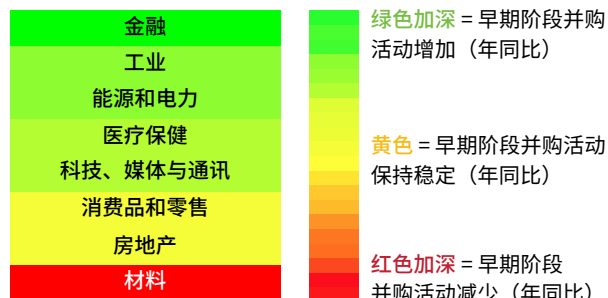 金融
工业
能源和电力
医疗保健
科技、媒体与通讯
消费品和零售
房地产
材料
绿色加深 = 早期阶段并购
活动增加（年同比）
黄色 = 早期阶段并购活动
保持稳定（年同比）
红色加深 = 早期阶段
并购活动减少（年同比）